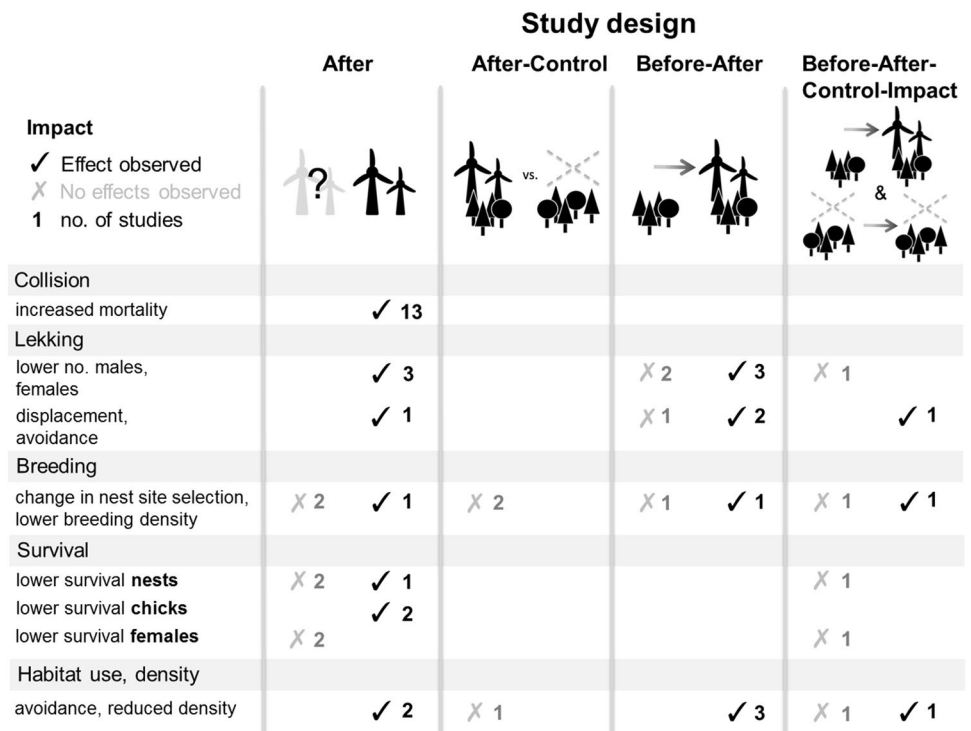 Study design
After After-Control Before-After Before-After-
Control-Impact
Impact
✓ Effect observed
✗ No effects observed
1 no. of studies
? vs. &
Collision
increased mortality ✓ 13
Lekking
lower no. males,
females ✓ 3 ✗ 2 ✓ 3 ✗ 1
displacement,
avoidance ✓ 1 ✗ 1 ✓ 2 ✓ 1
Breeding
change in nest site selection,
lower breeding density ✗ 2 ✓ 1 ✗ 2 ✗ 1 ✓ 1 ✗ 1 ✓ 1
Survival
lower survival nests ✗ 2 ✓ 1 ✗ 1
lower survival chicks ✓ 2
lower survival females ✗ 2 ✗ 1
Habitat use, density
avoidance, reduced density ✓ 2 ✗ 1 ✓ 3 ✗ 1 ✓ 1